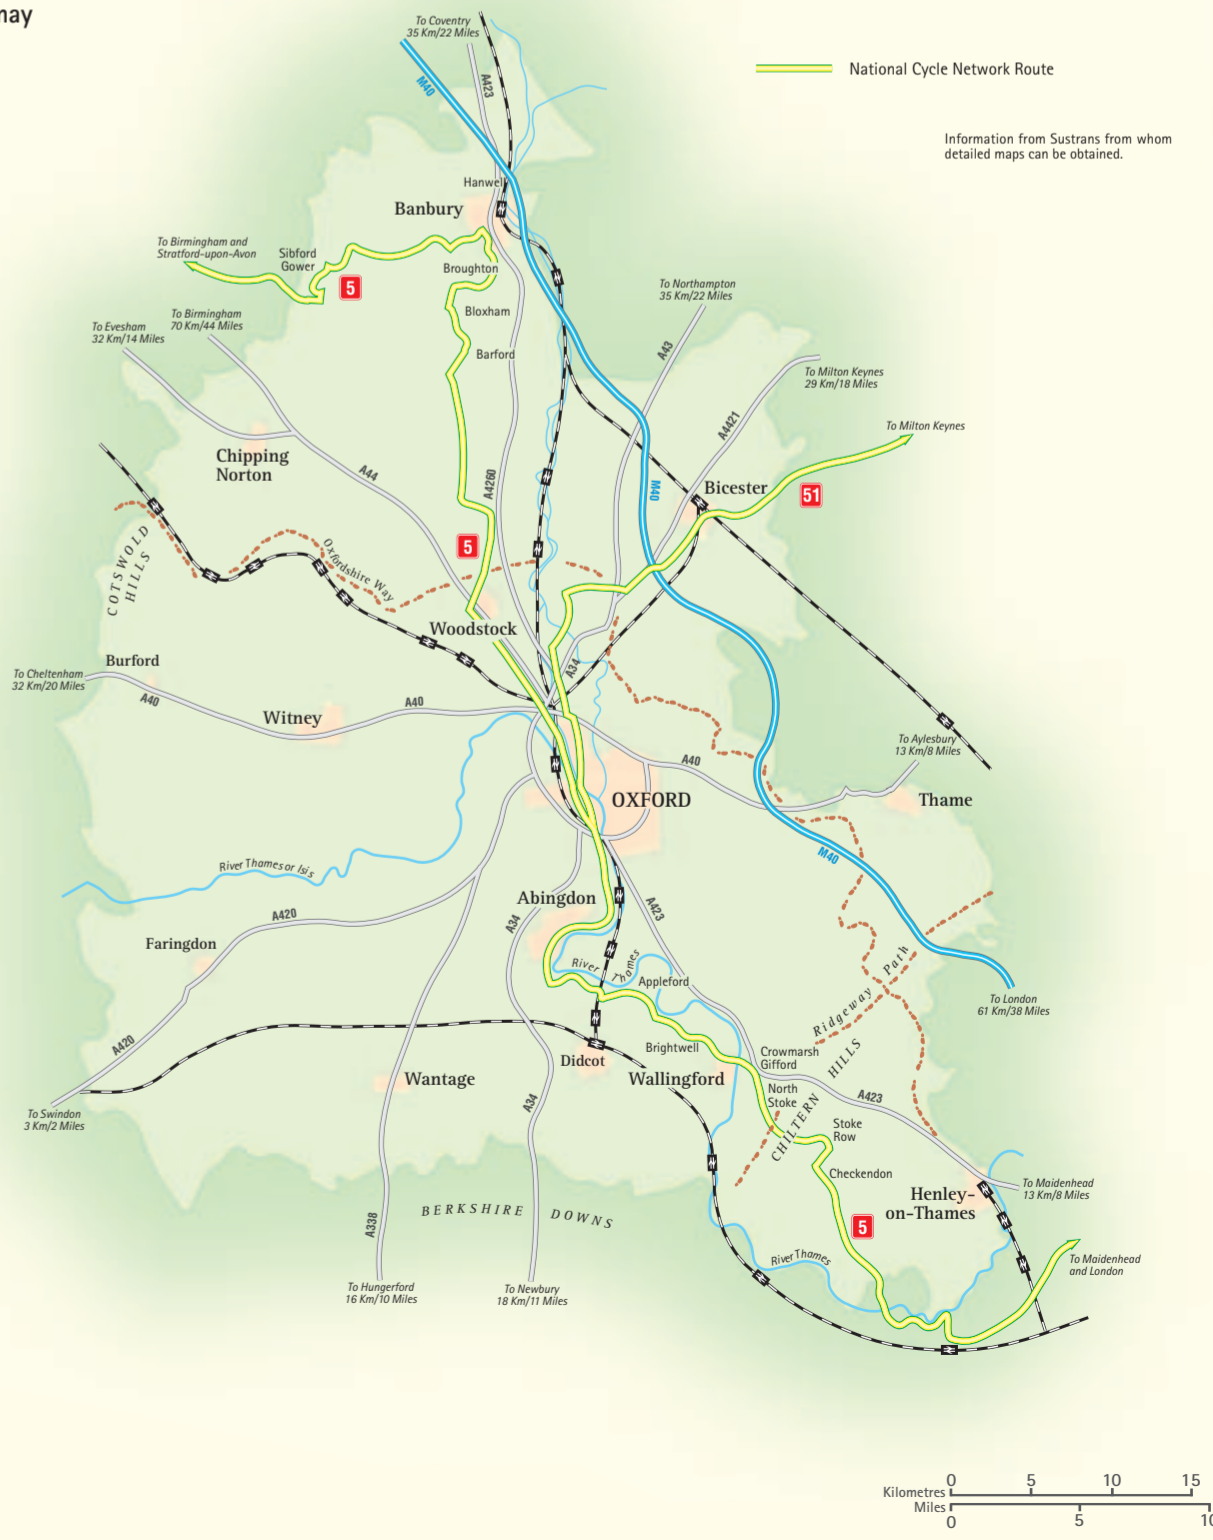 To Coventry
35 Km/22 Miles
M40
A423
National Cycle Network Route
Information from Sustrans from whom
detailed maps can be obtained.
Hanwell
Banbury
To Birmingham and
Stratford-upon-Avon
Sibford
Gower
5
Broughton
Bloxham
Barford
To Northampton
35 Km/22 Miles
To Birmingham
70 Km/44 Miles
To Evesham
32 Km/14 Miles
A43
To Milton Keynes
29 Km/18 Miles
A4421
To Milton Keynes
Chipping
Norton
A44
A4260
M40
Bicester
51
5
COTSWOLD
HILLS
Oxfordshire Way
Woodstock
A34
To Cheltenham
32 Km/20 Miles
Burford
A40
Witney
A40
A40
To Aylesbury
13 Km/8 Miles
OXFORD
Thame
M40
River Thames or Isis
Abingdon
A420
A34
A423
Faringdon
River Thames
Appleford
Ridgeway Path
To London
61 Km/38 Miles
A420
Didcot
Brightwell
Wallingford
Crowmarsh
Gifford
CHILTERN HILLS
Wantage
North
Stoke
A423
A34
To Swindon
3 Km/2 Miles
Stoke
Row
Checkendon
Henley-
on-Thames
To Maidenhead
13 Km/8 Miles
BERKSHIRE DOWNS
A338
5
River Thames
To Maidenhead
and London
To Hungerford
16 Km/10 Miles
To Newbury
18 Km/11 Miles
0 5 10 15
Kilometres
Miles
0 5 10